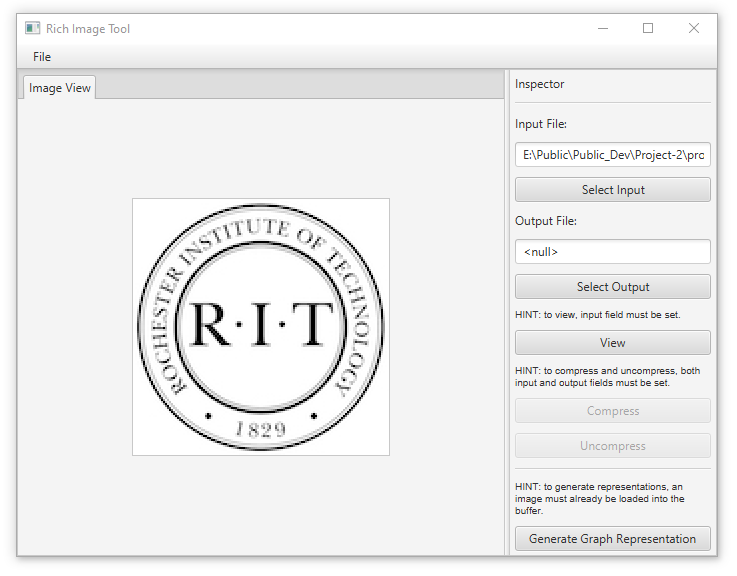 Rich Image Tool
File
Image View
ROCHESTER INSTITUTE OF TECHNOLOGY
R·I·T
1829
Inspector
Input File:
E:\Public\Public_Dev\Project-2\pro
Select Input
Output File:
<null>
Select Output
HINT: to view, input field must be set.
View
HINT: to compress and uncompress, both
input and output fields must be set.
Compress
Uncompress
HINT: to generate representations, an
image must already be loaded into the
buffer.
Generate Graph Representation